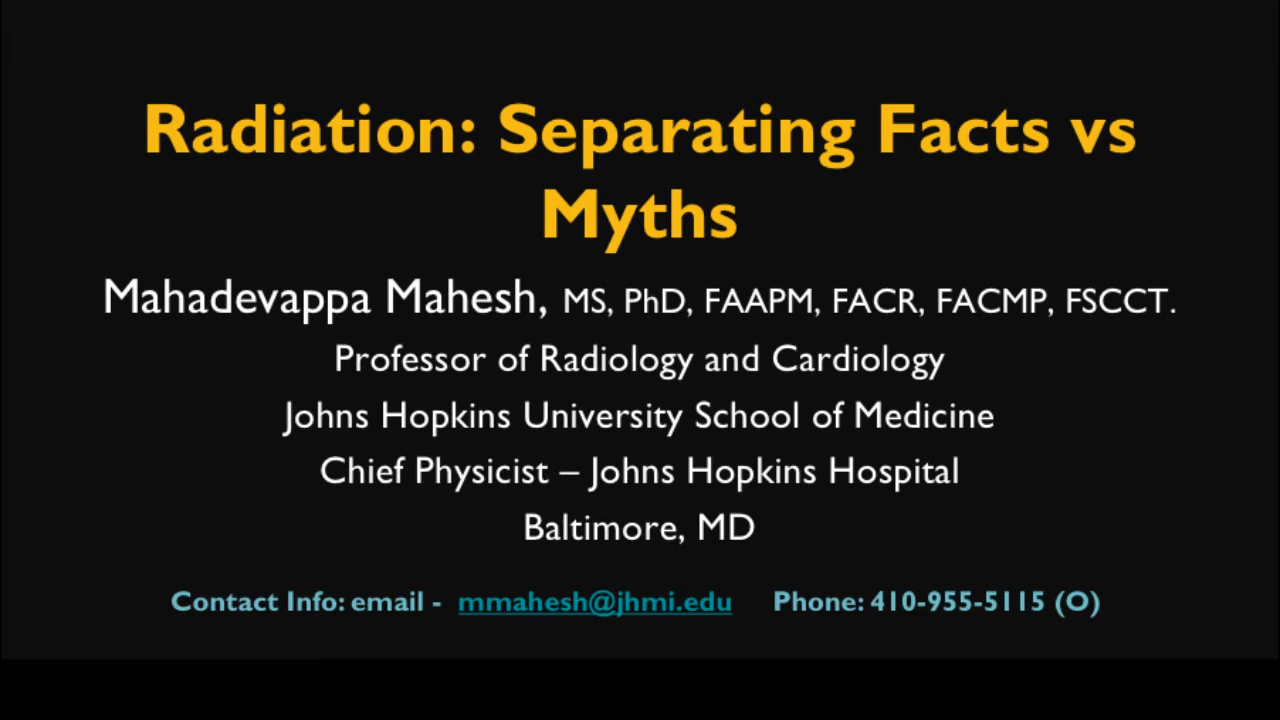 Radiation: Separating Facts vs
Myths
Mahadevappa Mahesh, MS, PhD, FAAPM, FACR, FACMP, FSCCT.
Professor of Radiology and Cardiology
Johns Hopkins University School of Medicine
Chief Physicist – Johns Hopkins Hospital
Baltimore, MD
Contact Info: email - mmahesh@jhmi.edu Phone: 410-955-5115 (O)